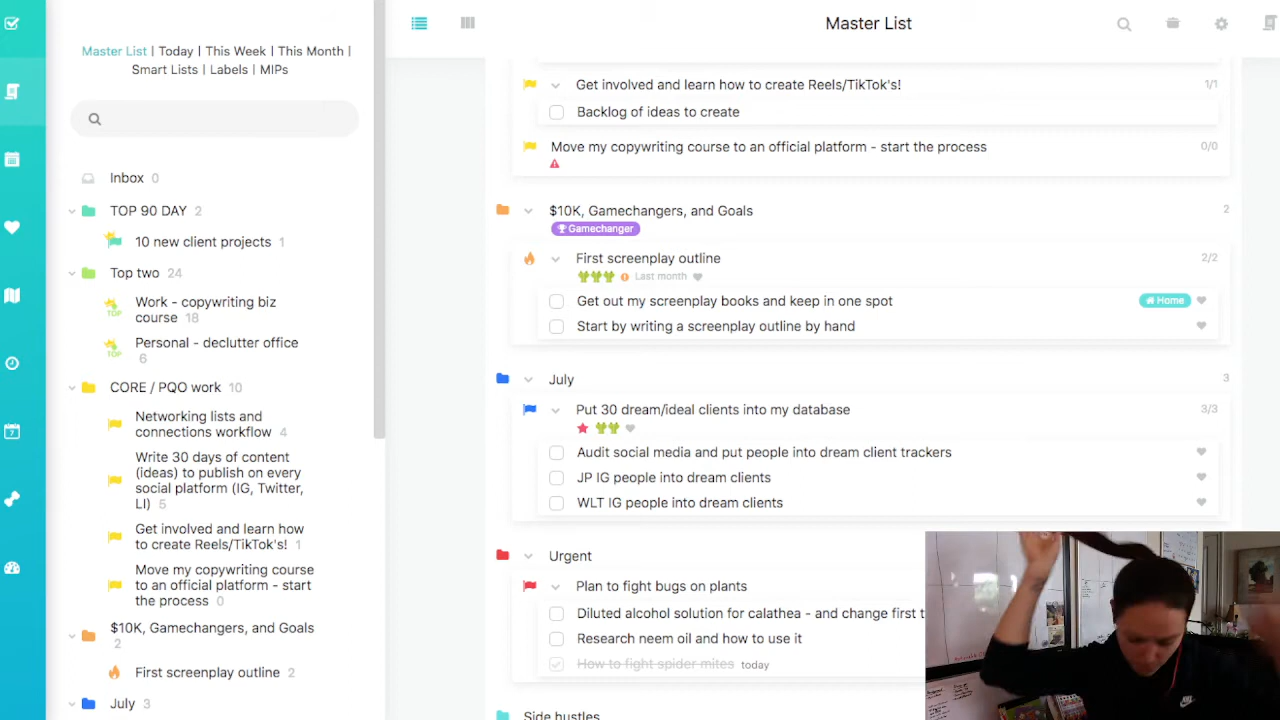 Master List | Today | This Week | This Month |
Smart Lists | Labels | MIPs
Inbox 0
TOP 90 DAY 2
10 new client projects 1
Top two 24
TOP
Work - copywriting biz
course 18
TOP
Personal - declutter office
6
CORE / PQO work 10
Networking lists and
connections workflow 4
Write 30 days of content
(ideas) to publish on every
social platform (IG, Twitter,
LI) 5
Get involved and learn how
to create Reels/TikTok's! 1
Move my copywriting course
to an official platform - start
the process 0
$10K, Gamechangers, and Goals
2
First screenplay outline 2
July 3
7
Master List
Get involved and learn how to create Reels/TikTok's! 1/1
Backlog of ideas to create
Move my copywriting course to an official platform - start the process 0/0
$10K, Gamechangers, and Goals 2
Gamechanger
First screenplay outline 2/2
Last month
Get out my screenplay books and keep in one spot Home
Start by writing a screenplay outline by hand
July 3
Put 30 dream/ideal clients into my database 3/3
Audit social media and put people into dream client trackers
JP IG people into dream clients
WLT IG people into dream clients
Urgent
Plan to fight bugs on plants
Diluted alcohol solution for calathea - and change first t
Research neem oil and how to use it
How to fight spider mites today
Side hustles